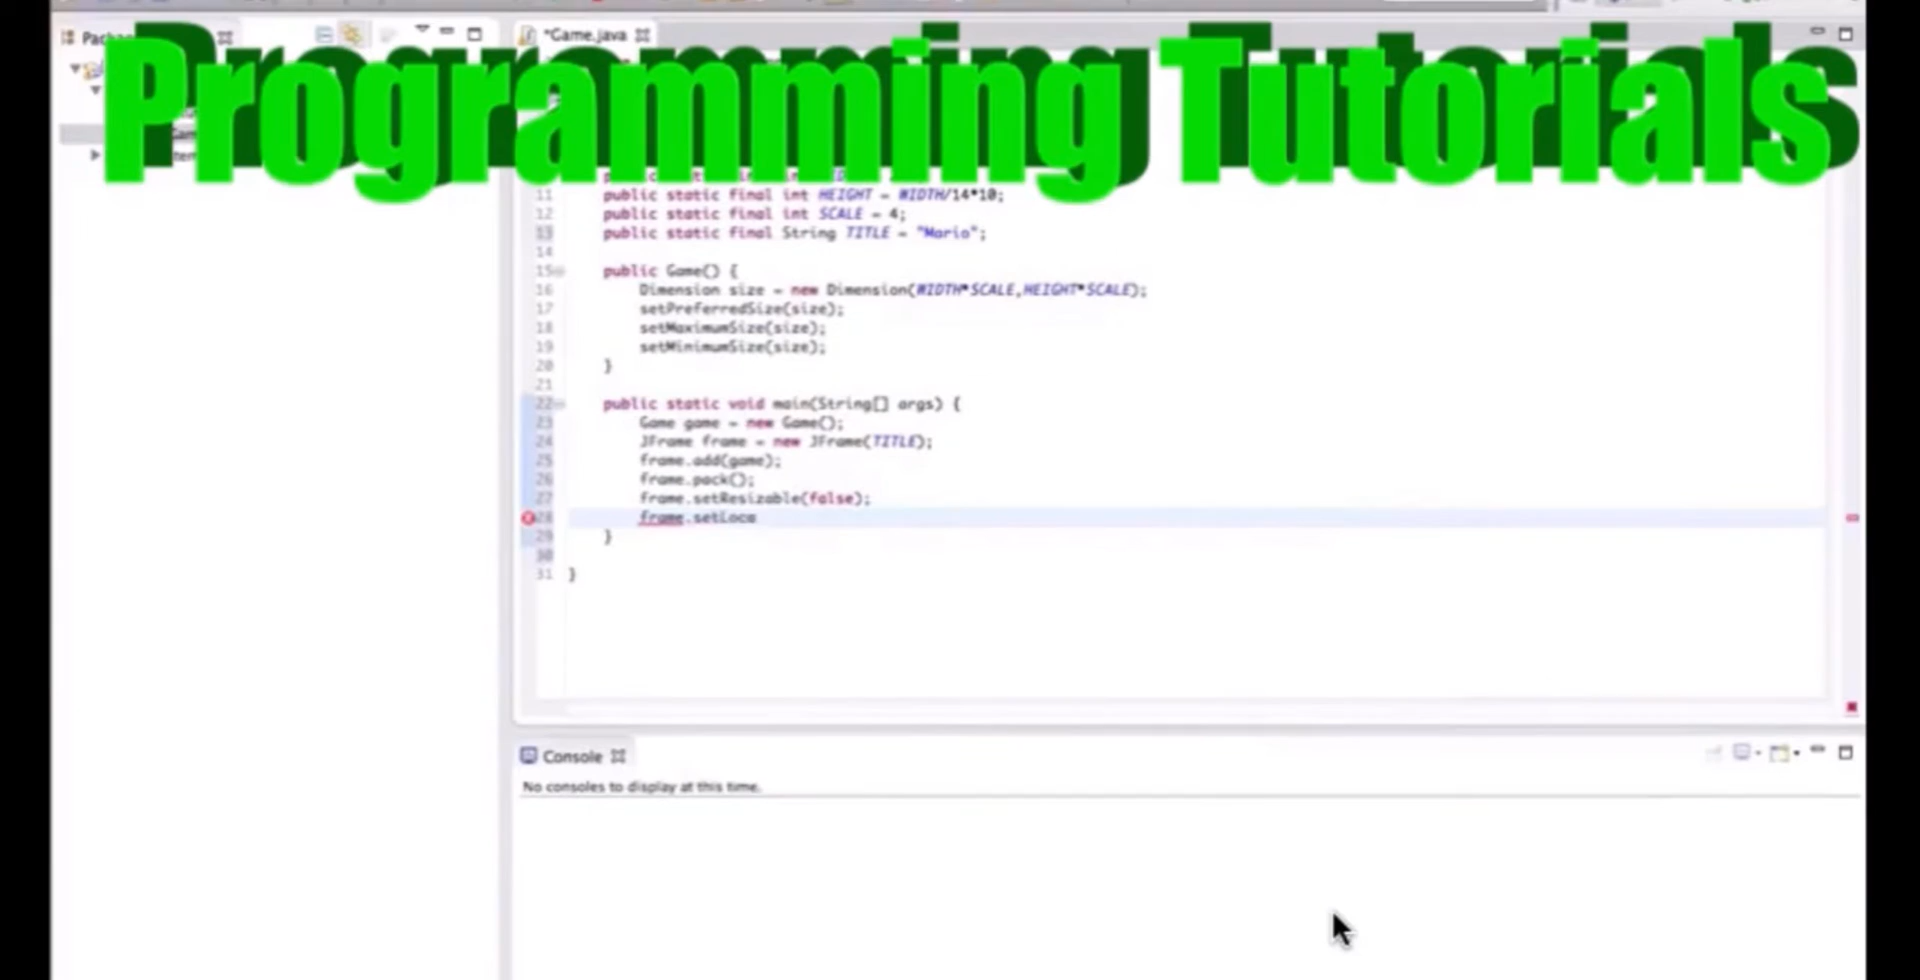 Programming Tutorials
*Game.java
11 public static final int HEIGHT = WIDTH/14*10;
12 public static final int SCALE = 4;
13 public static final String TITLE = "Mario";
14
15 public Game() {
16 Dimension size = new Dimension(WIDTH*SCALE,HEIGHT*SCALE);
17 setPreferredSize(size);
18 setMaximumSize(size);
19 setMinimumSize(size);
20 }
21
22 public static void main(String[] args) {
23 Game game = new Game();
24 JFrame frame = new JFrame(TITLE);
25 frame.add(game);
26 frame.pack();
27 frame.setResizable(false);
28 frame.setLoca
29 }
30
31 }
Console
No consoles to display at this time.